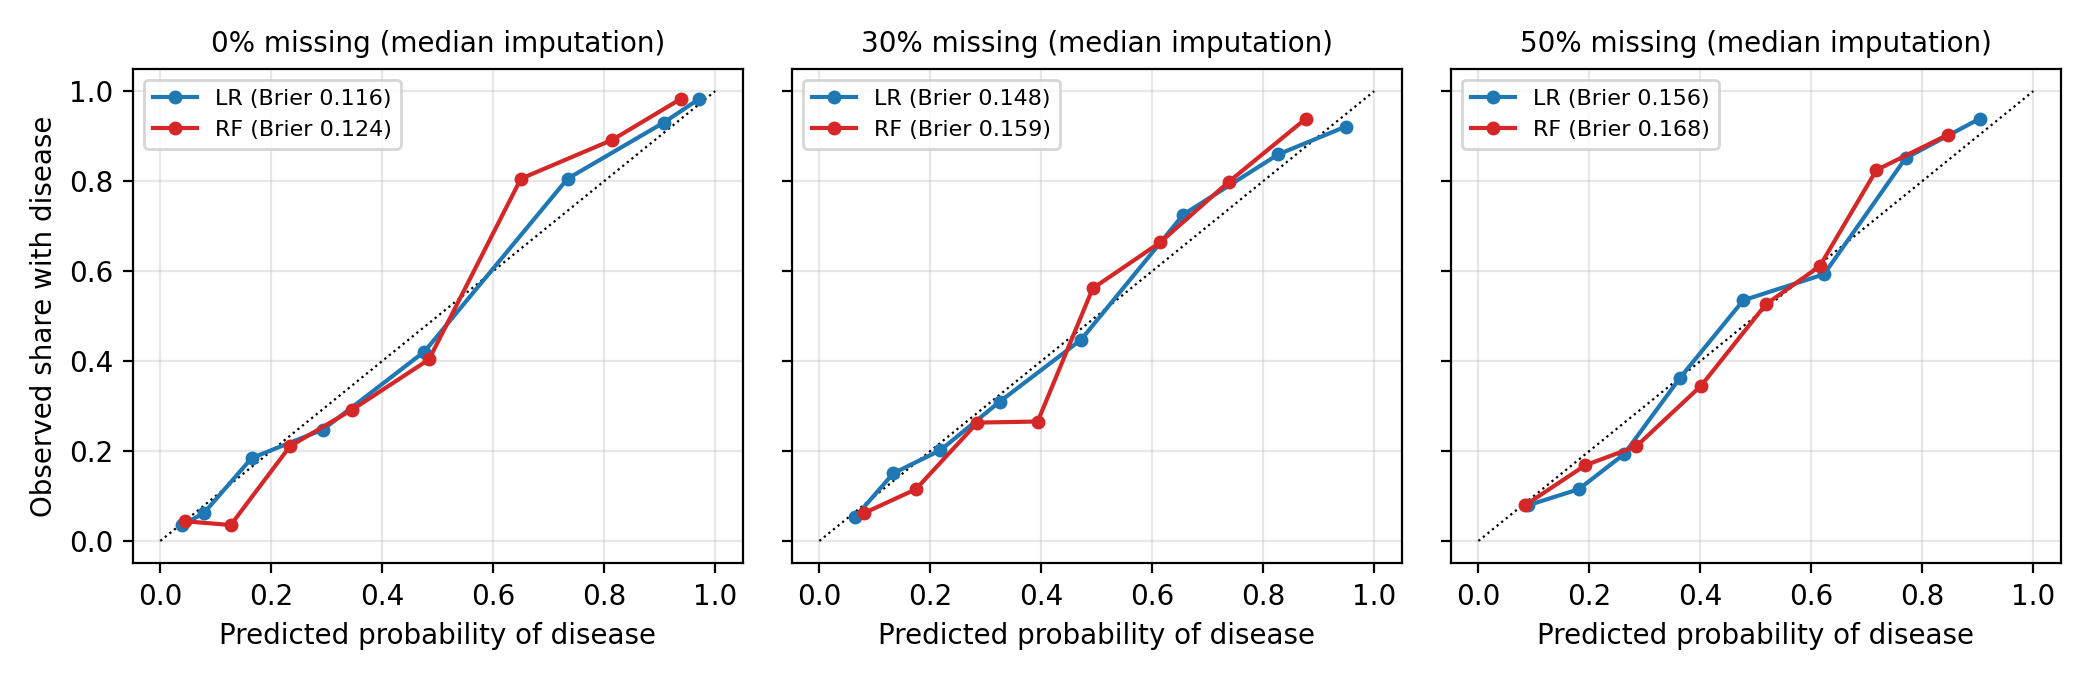 0% missing (median imputation)
LR (Brier 0.116)
RF (Brier 0.124)
Observed share with disease
1.0
0.8
0.6
0.4
0.2
0.0
0.0 0.2 0.4 0.6 0.8 1.0
Predicted probability of disease
30% missing (median imputation)
LR (Brier 0.148)
RF (Brier 0.159)
0.0 0.2 0.4 0.6 0.8 1.0
Predicted probability of disease
50% missing (median imputation)
LR (Brier 0.156)
RF (Brier 0.168)
0.0 0.2 0.4 0.6 0.8 1.0
Predicted probability of disease